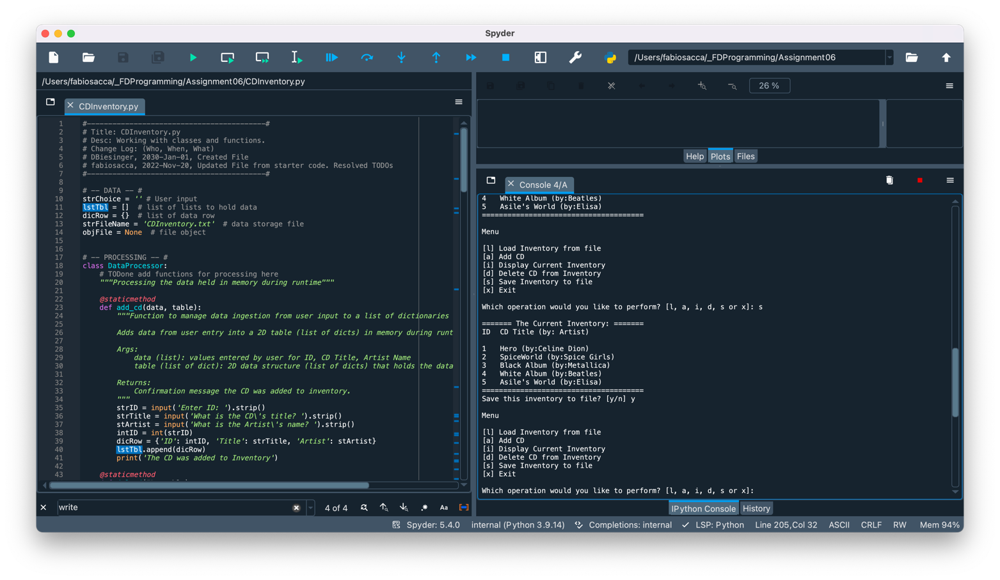 Spyder
/Users/fabiosacca/_FDProgramming/Assignment06
/Users/fabiosacca/_FDProgramming/Assignment06/CDInventory.py
CDInventory.py
1 #------------------------------------------#
2 # Title: CDInventory.py
3 # Desc: Working with classes and functions.
4 # Change Log: (Who, When, What)
5 # DBiesinger, 2030-Jan-01, Created File
6 # fabiosacca, 2022-Nov-20, Updated File from starter code. Resolved TODOs
7 #------------------------------------------#
8
9 # -- DATA -- #
10 strChoice = '' # User input
11 lstTbl = []  # list of lists to hold data
12 dicRow = {}  # list of data row
13 strFileName = 'CDInventory.txt'  # data storage file
14 objFile = None  # file object
15
16
17 # -- PROCESSING -- #
18 class DataProcessor:
19     # TODone add functions for processing here
20     """Processing the data held in memory during runtime"""
21
22     @staticmethod
23     def add_cd(data, table):
24         """Function to manage data ingestion from user input to a list of dictionaries
25
26         Adds data from user entry into a 2D table (list of dicts) in memory during runt
27
28         Args:
29             data (list): values entered by user for ID, CD Title, Artist Name
30             table (list of dict): 2D data structure (list of dicts) that holds the data
31
32         Returns:
33             Confirmation message the CD was added to inventory.
34         """
35         strID = input('Enter ID: ').strip()
36         strTitle = input('What is the CD\'s title? ').strip()
37         stArtist = input('What is the Artist\'s name? ').strip()
38         intID = int(strID)
39         dicRow = {'ID': intID, 'Title': strTitle, 'Artist': stArtist}
40         lstTbl.append(dicRow)
41         print('The CD was added to Inventory')
42
43     @staticmethod
write
4 of 4
Aa
26 %
Help
Plots
Files
Console 4/A
4   White Album (by:Beatles)
5   Asile's World (by:Elisa)
======================================
Menu
[l] Load Inventory from file
[a] Add CD
[i] Display Current Inventory
[d] Delete CD from Inventory
[s] Save Inventory to file
[x] Exit
Which operation would you like to perform? [l, a, i, d, s or x]: s
======= The Current Inventory: =======
ID  CD Title (by: Artist)
1   Hero (by:Celine Dion)
2   SpiceWorld (by:Spice Girls)
3   Black Album (by:Metallica)
4   White Album (by:Beatles)
5   Asile's World (by:Elisa)
======================================
Save this inventory to file? [y/n] y
Menu
[l] Load Inventory from file
[a] Add CD
[i] Display Current Inventory
[d] Delete CD from Inventory
[s] Save Inventory to file
[x] Exit
Which operation would you like to perform? [l, a, i, d, s or x]:
IPython Console
History
Spyder: 5.4.0
internal (Python 3.9.14)
Completions: internal
LSP: Python
Line 205, Col 32
ASCII
CRLF
RW
Mem 94%